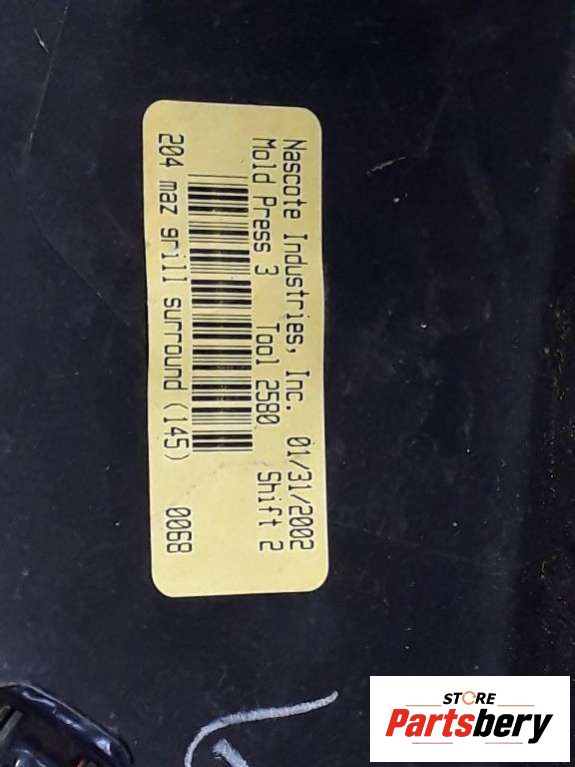 Nascote Industries, Inc. 01/31/2002
Mold Press 3 Tool 2580 Shift 2
204 maz grill surround (145) 0068
STORE
Partsbery